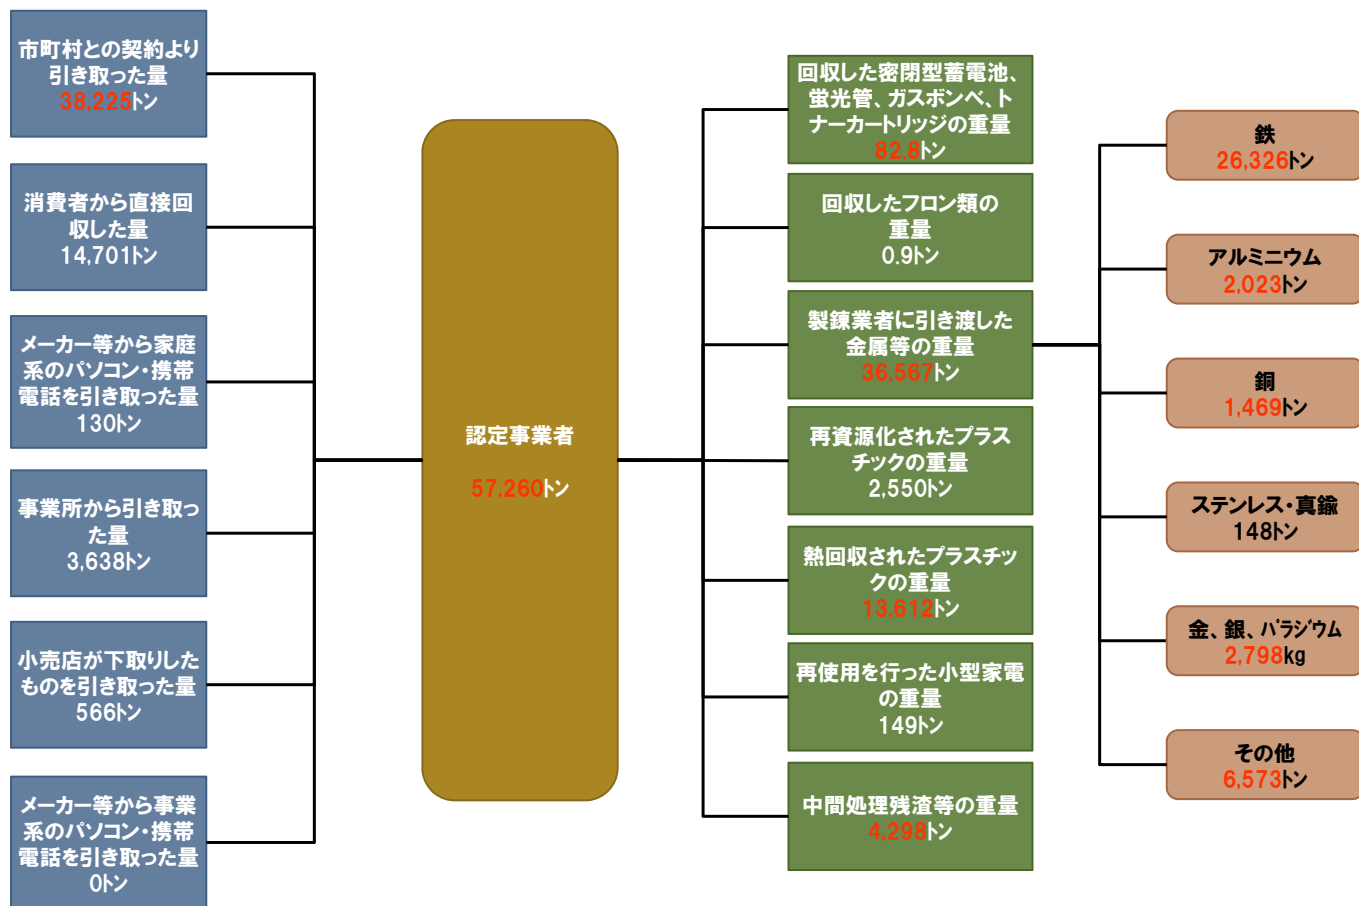 市町村との契約より
引き取った量
38,225トン
消費者から直接回
収した量
14,701トン
メーカー等から家庭
系のパソコン・携帯
電話を引き取った量
130トン
事業所から引き取っ
た量
3,638トン
小売店が下取りした
ものを引き取った量
566トン
メーカー等から事業
系のパソコン・携帯
電話を引き取った量
0トン
認定事業者
57,260トン
回収した密閉型蓄電池、
蛍光管、ガスボンベ、ト
ナーカートリッジの重量
82.8トン
回収したフロン類の
重量
0.9トン
製錬業者に引き渡した
金属等の重量
36,567トン
再資源化されたプラス
チックの重量
2,550トン
熱回収されたプラスチッ
クの重量
13,612トン
再使用を行った小型家電
の重量
149トン
中間処理残渣等の重量
4,298トン
鉄
26,326トン
アルミニウム
2,023トン
銅
1,469トン
ステンレス・真鍮
148トン
金、銀、パラジウム
2,798kg
その他
6,573トン